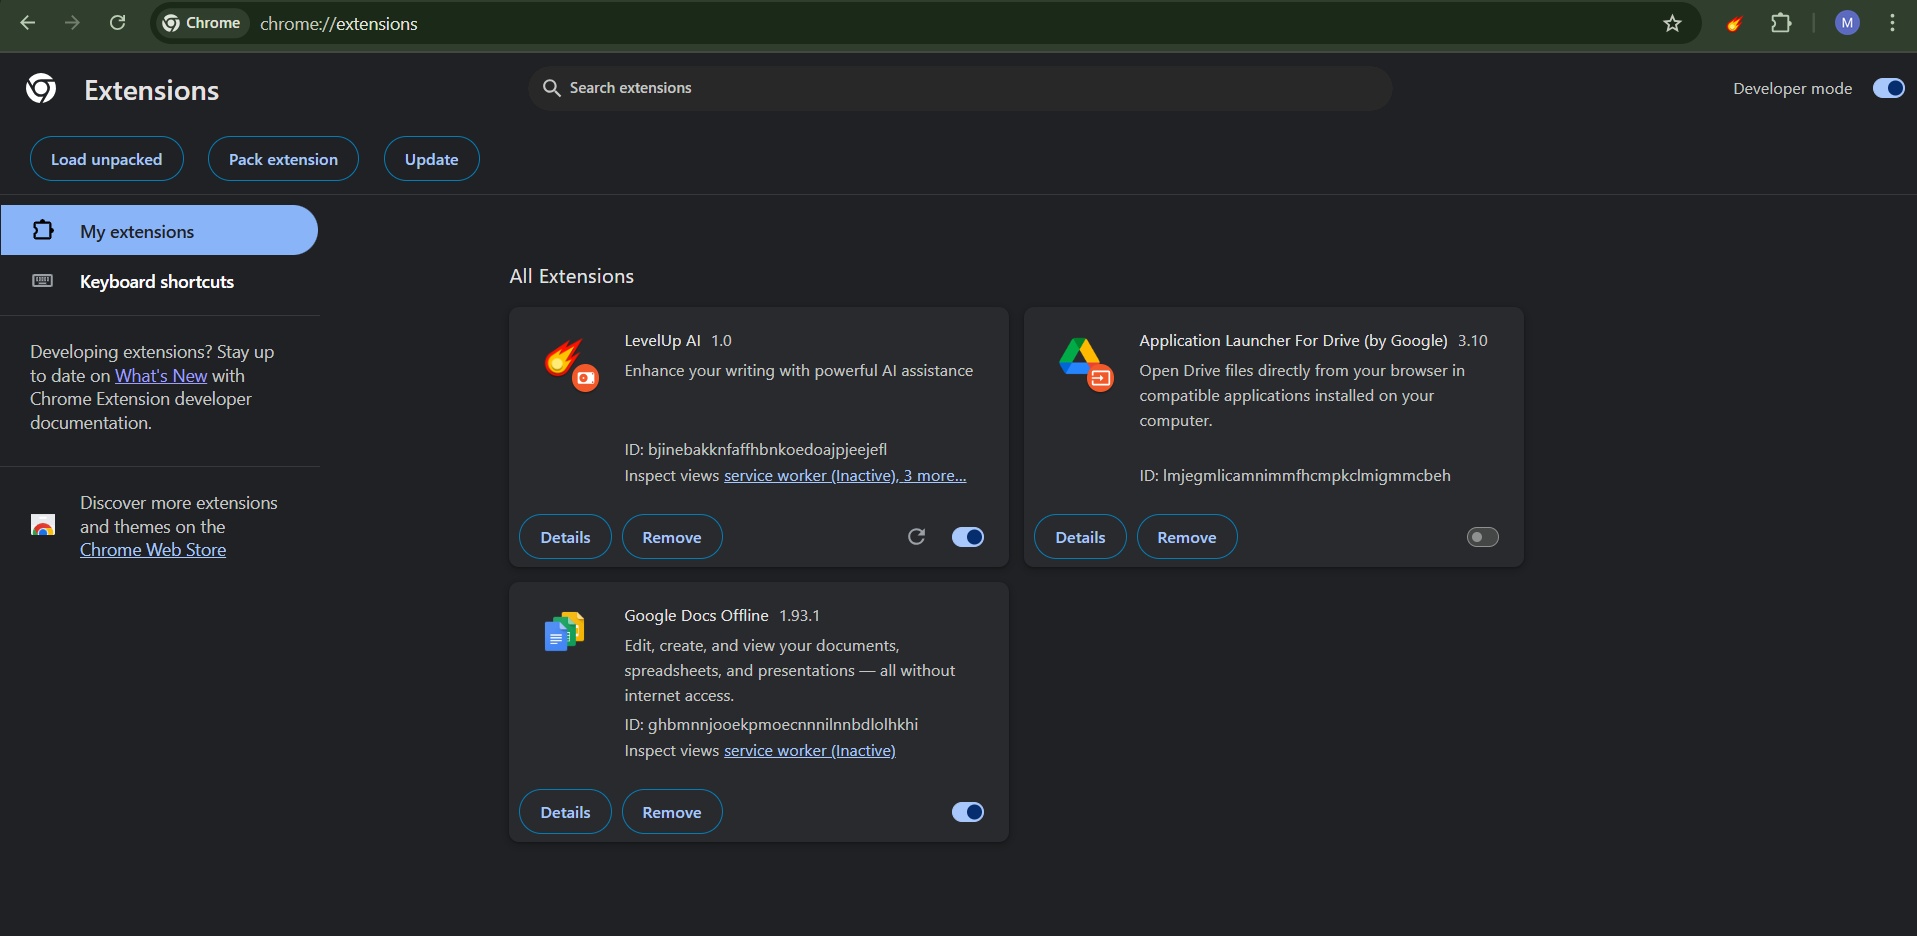 Chrome
chrome://extensions
M
Extensions
Search extensions
Developer mode
Load unpacked
Pack extension
Update
My extensions
Keyboard shortcuts
Developing extensions? Stay up
to date on What's New with
Chrome Extension developer
documentation.
Discover more extensions
and themes on the
Chrome Web Store
All Extensions
LevelUp AI 1.0
Enhance your writing with powerful AI assistance
ID: bjinebakknfaffhbnkoedoajpjeejefl
Inspect views service worker (Inactive), 3 more...
Details
Remove
Application Launcher For Drive (by Google) 3.10
Open Drive files directly from your browser in
compatible applications installed on your
computer.
ID: lmjegmlicamnimmfhcmpkclmigmmcbeh
Details
Remove
Google Docs Offline 1.93.1
Edit, create, and view your documents,
spreadsheets, and presentations — all without
internet access.
ID: ghbmnnjooekpmoecnnnilnnbdlolhkhi
Inspect views service worker (Inactive)
Details
Remove